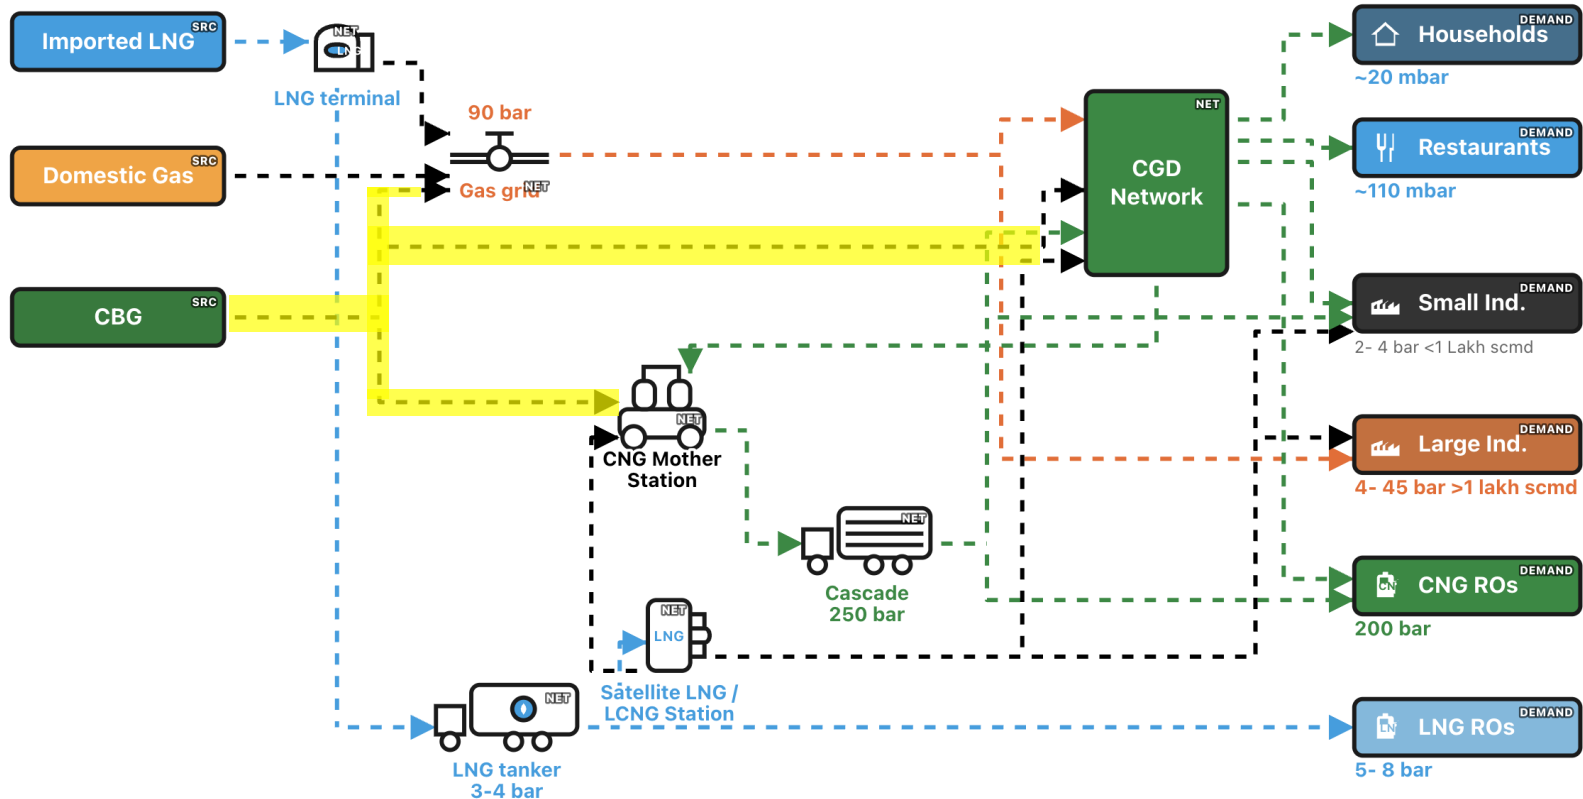 Imported LNG
SRC
NET
LNG
LNG terminal
90 bar
Gas grid
NET
Domestic Gas
SRC
CBG
SRC
NET
CGD
Network
NET
CNG Mother
Station
NET
Cascade
250 bar
NET
LNG
Satellite LNG /
LCNG Station
NET
LNG tanker
3-4 bar
DEMAND
Households
~20 mbar
DEMAND
Restaurants
~110 mbar
DEMAND
Small Ind.
2- 4 bar <1 Lakh scmd
DEMAND
Large Ind.
4- 45 bar >1 lakh scmd
DEMAND
CN
CNG ROs
200 bar
DEMAND
LN
LNG ROs
5- 8 bar